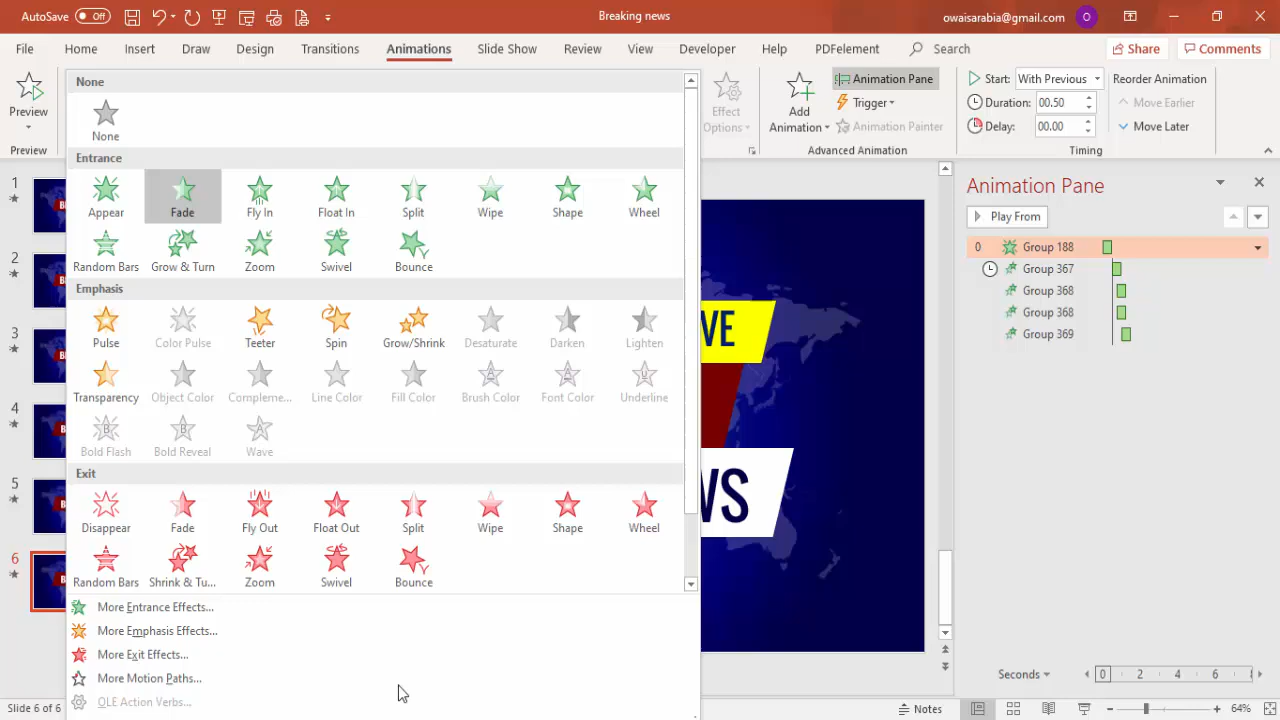 AutoSave Off Breaking news owaisarabia@gmail.com O
File Home Insert Draw Design Transitions Animations Slide Show Review View Developer Help PDFelement Search Share Comments
Preview
Preview
Effect
Options
Add
Animation
Animation Pane
Trigger
Animation Painter
Advanced Animation
Start: With Previous
Duration: 00.50
Delay: 00.00
Timing
Reorder Animation
Move Earlier
Move Later
None
None
Entrance
Appear Fade Fly In Float In Split Wipe Shape Wheel
Random Bars Grow & Turn Zoom Swivel Bounce
Emphasis
Pulse Color Pulse Teeter Spin Grow/Shrink Desaturate Darken Lighten
Transparency Object Color Compleme... Line Color Fill Color Brush Color Font Color Underline
Bold Flash Bold Reveal Wave
Exit
Disappear Fade Fly Out Float Out Split Wipe Shape Wheel
Random Bars Shrink & Tu... Zoom Swivel Bounce
More Entrance Effects...
More Emphasis Effects...
More Exit Effects...
More Motion Paths...
OLE Action Verbs...
1
2
3
4
5
6
VE
WS
Animation Pane
Play From
0 Group 188
Group 367
Group 368
Group 368
Group 369
Seconds 0 2 4 6
Slide 6 of 6 Notes 64%